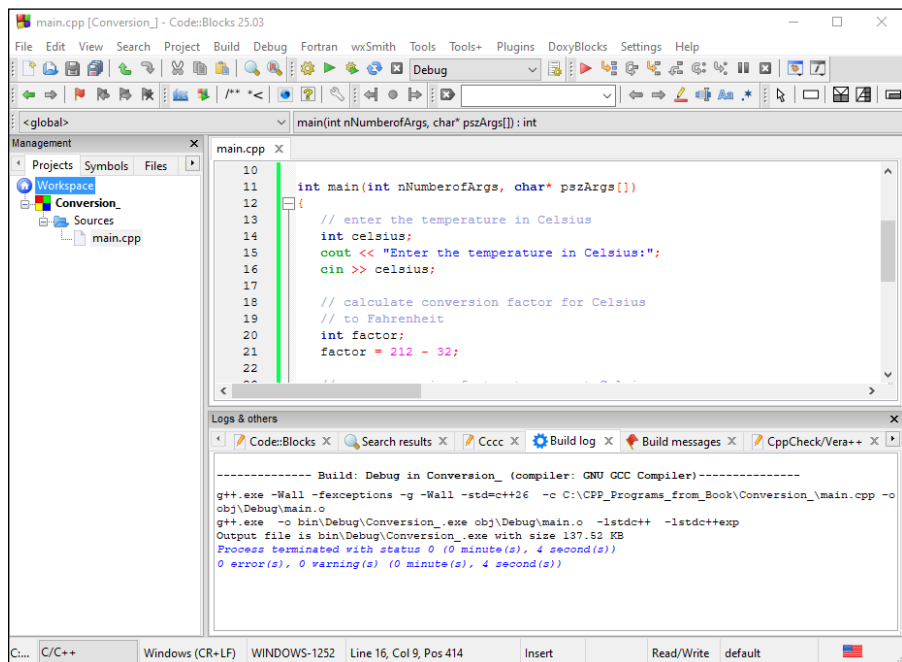 main.cpp [Conversion_] - Code::Blocks 25.03
File Edit View Search Project Build Debug Fortran wxSmith Tools Tools+ Plugins DoxyBlocks Settings Help
Debug
/** *< Aa .*
<global> main(int nNumberofArgs, char* pszArgs[]) : int
Management
Projects Symbols Files
Workspace
Conversion_
Sources
main.cpp
main.cpp
10
11 int main(int nNumberofArgs, char* pszArgs[])
12 {
13 // enter the temperature in Celsius
14 int celsius;
15 cout << "Enter the temperature in Celsius:";
16 cin >> celsius;
17
18 // calculate conversion factor for Celsius
19 // to Fahrenheit
20 int factor;
21 factor = 212 - 32;
22
Logs & others
Code::Blocks Search results Cccc Build log Build messages CppCheck/Vera++
-------------- Build: Debug in Conversion_ (compiler: GNU GCC Compiler)---------------
g++.exe -Wall -fexceptions -g -Wall -std=c++26 -c C:\CPP_Programs_from_Book\Conversion_\main.cpp -o
obj\Debug\main.o
g++.exe -o bin\Debug\Conversion_.exe obj\Debug\main.o -lstdc++ -lstdc++exp
Output file is bin\Debug\Conversion_.exe with size 137.52 KB
Process terminated with status 0 (0 minute(s), 4 second(s))
0 error(s), 0 warning(s) (0 minute(s), 4 second(s))
C:... C/C++ Windows (CR+LF) WINDOWS-1252 Line 16, Col 9, Pos 414 Insert Read/Write default